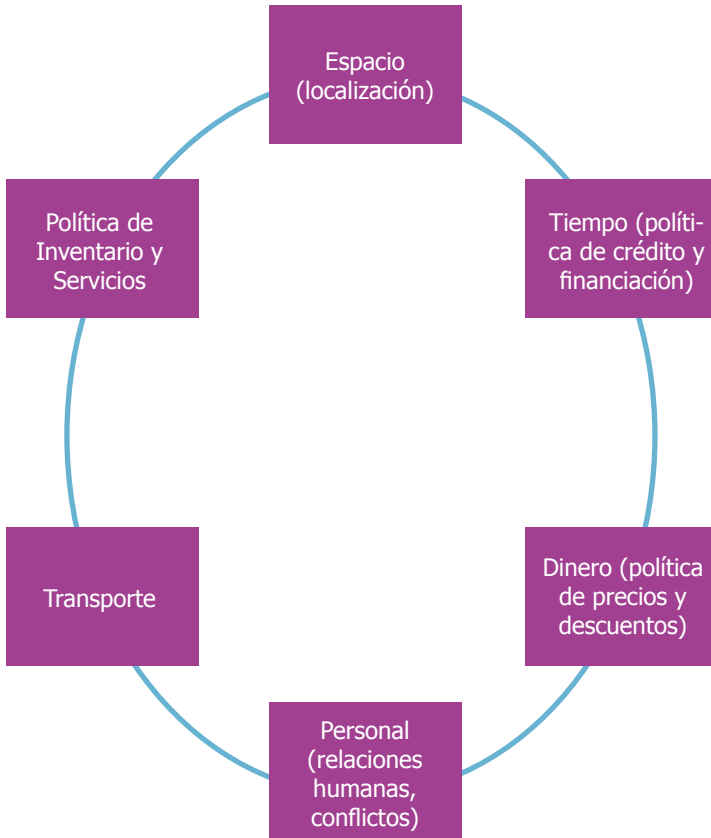 Espacio
(localización)
Tiempo (políti-
ca de crédito y
financiación)
Dinero (política
de precios y
descuentos)
Personal
(relaciones
humanas,
conflictos)
Transporte
Política de
Inventario y
Servicios